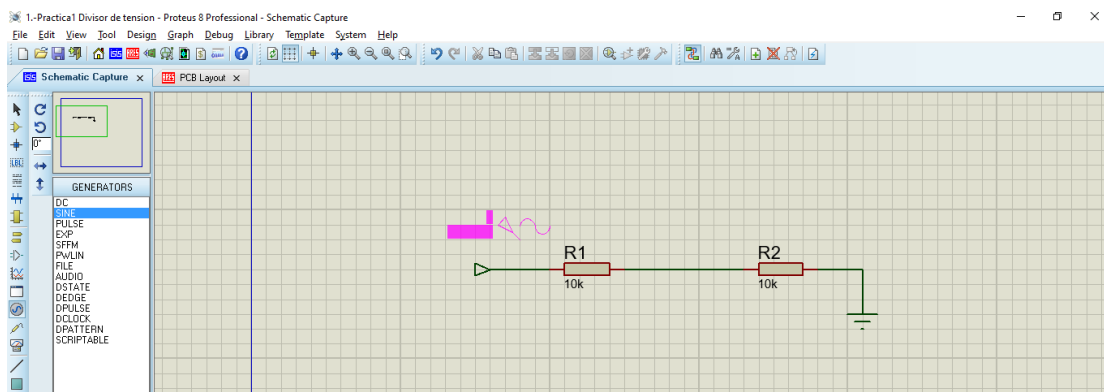 1.-Practica1 Divisor de tension - Proteus 8 Professional - Schematic Capture
File Edit View Tool Design Graph Debug Library Template System Help
Schematic Capture x PCB Layout x
0°
LBL
GENERATORS
DC
SINE
PULSE
EXP
SFFM
PWLIN
FILE
AUDIO
DSTATE
DEDGE
DPULSE
DCLOCK
DPATTERN
SCRIPTABLE
R1
10k
R2
10k